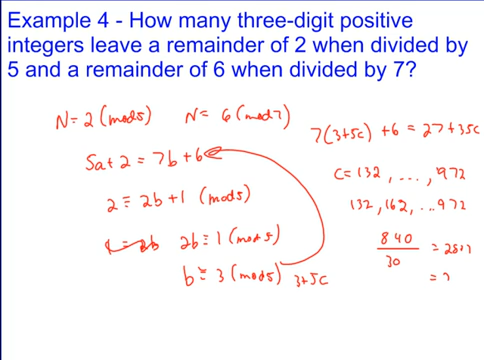 Example 4 - How many three-digit positive
integers leave a remainder of 2 when divided by
5 and a remainder of 6 when divided by 7?
N = 2 (mod 5) N = 6 (mod 7)
5a + 2 = 7b + 6
2 ≡ 2b + 1 (mod 5)
2b ≡ 1 (mod 5)
b ≡ 3 (mod 5) 3+5c
7(3+5c) + 6 = 27 + 35c
C = 132, ..., 972
132, 162, ... 972
840/30 = 28+1
= ?